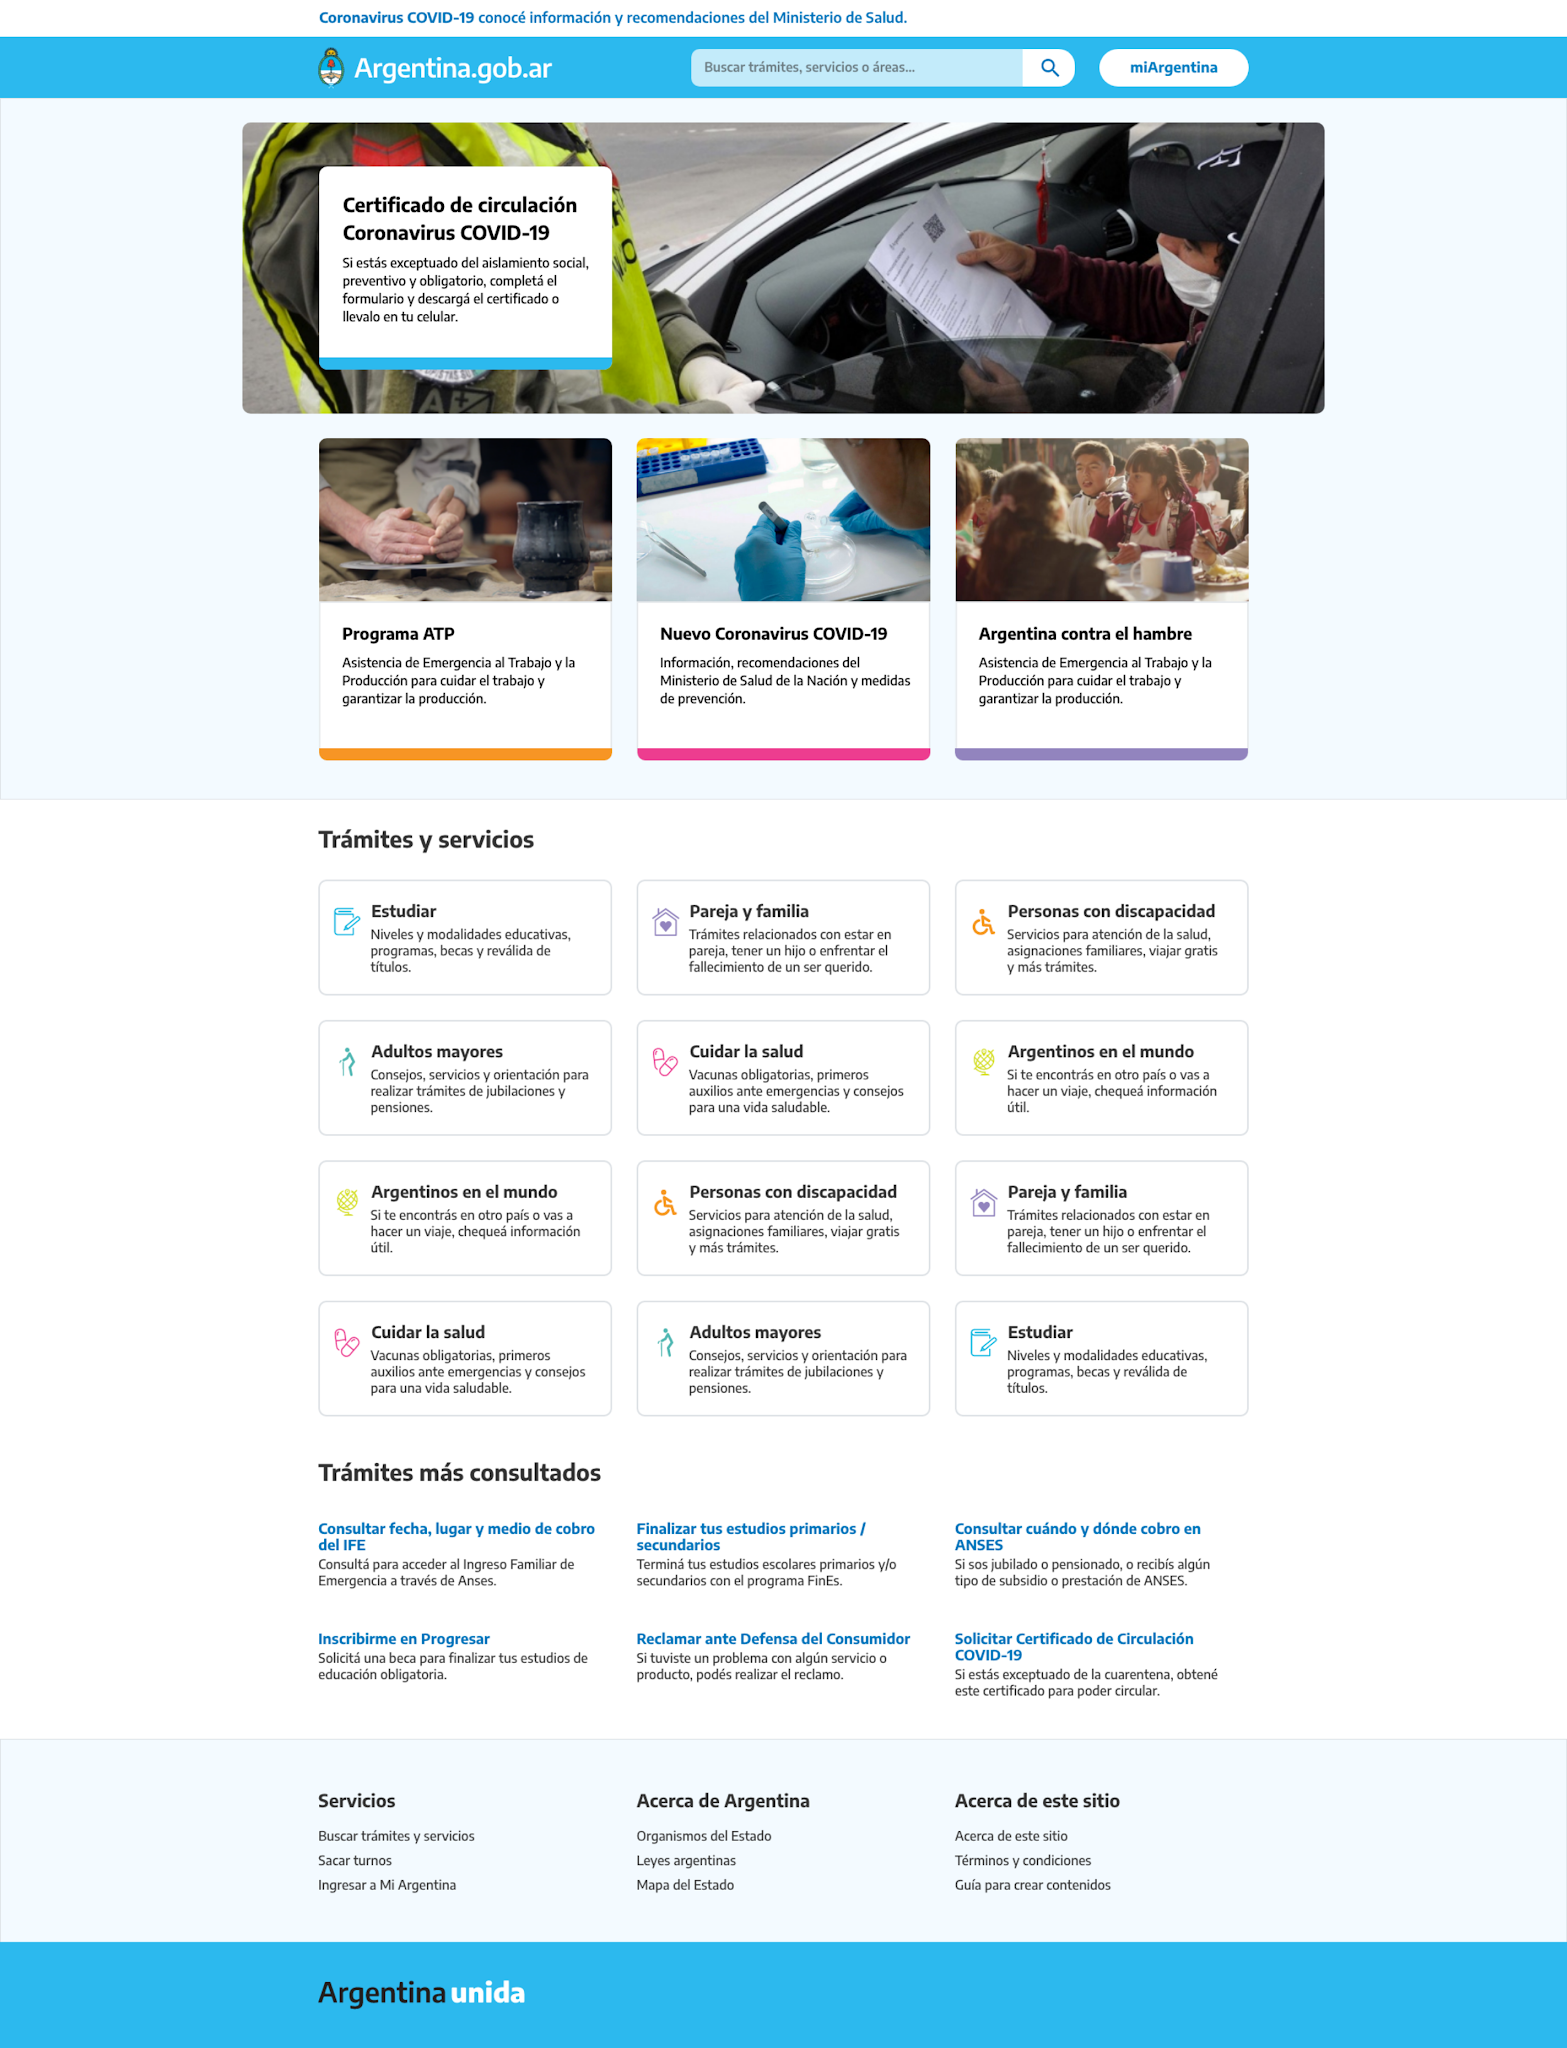 Coronavirus COVID-19 conocé información y recomendaciones del Ministerio de Salud.
Argentina.gob.ar
Buscar trámites, servicios o áreas...
miArgentina
Certificado de circulación
Coronavirus COVID-19
Si estás exceptuado del aislamiento social,
preventivo y obligatorio, completá el
formulario y descargá el certificado o
llevalo en tu celular.
Programa ATP
Asistencia de Emergencia al Trabajo y la
Producción para cuidar el trabajo y
garantizar la producción.
Nuevo Coronavirus COVID-19
Información, recomendaciones del
Ministerio de Salud de la Nación y medidas
de prevención.
Argentina contra el hambre
Asistencia de Emergencia al Trabajo y la
Producción para cuidar el trabajo y
garantizar la producción.
Trámites y servicios
Estudiar
Niveles y modalidades educativas,
programas, becas y reválida de
títulos.
Pareja y familia
Trámites relacionados con estar en
pareja, tener un hijo o enfrentar el
fallecimiento de un ser querido.
Personas con discapacidad
Servicios para atención de la salud,
asignaciones familiares, viajar gratis
y más trámites.
Adultos mayores
Consejos, servicios y orientación para
realizar trámites de jubilaciones y
pensiones.
Cuidar la salud
Vacunas obligatorias, primeros
auxilios ante emergencias y consejos
para una vida saludable.
Argentinos en el mundo
Si te encontrás en otro país o vas a
hacer un viaje, chequeá información
útil.
Argentinos en el mundo
Si te encontrás en otro país o vas a
hacer un viaje, chequeá información
útil.
Personas con discapacidad
Servicios para atención de la salud,
asignaciones familiares, viajar gratis
y más trámites.
Pareja y familia
Trámites relacionados con estar en
pareja, tener un hijo o enfrentar el
fallecimiento de un ser querido.
Cuidar la salud
Vacunas obligatorias, primeros
auxilios ante emergencias y consejos
para una vida saludable.
Adultos mayores
Consejos, servicios y orientación para
realizar trámites de jubilaciones y
pensiones.
Estudiar
Niveles y modalidades educativas,
programas, becas y reválida de
títulos.
Trámites más consultados
Consultar fecha, lugar y medio de cobro
del IFE
Consultá para acceder al Ingreso Familiar de
Emergencia a través de Anses.
Finalizar tus estudios primarios /
secundarios
Terminá tus estudios escolares primarios y/o
secundarios con el programa FinEs.
Consultar cuándo y dónde cobro en
ANSES
Si sos jubilado o pensionado, o recibís algún
tipo de subsidio o prestación de ANSES.
Inscribirme en Progresar
Solicitá una beca para finalizar tus estudios de
educación obligatoria.
Reclamar ante Defensa del Consumidor
Si tuviste un problema con algún servicio o
producto, podés realizar el reclamo.
Solicitar Certificado de Circulación
COVID-19
Si estás exceptuado de la cuarentena, obtené
este certificado para poder circular.
Servicios
Buscar trámites y servicios
Sacar turnos
Ingresar a Mi Argentina
Acerca de Argentina
Organismos del Estado
Leyes argentinas
Mapa del Estado
Acerca de este sitio
Acerca de este sitio
Términos y condiciones
Guía para crear contenidos
Argentina unida